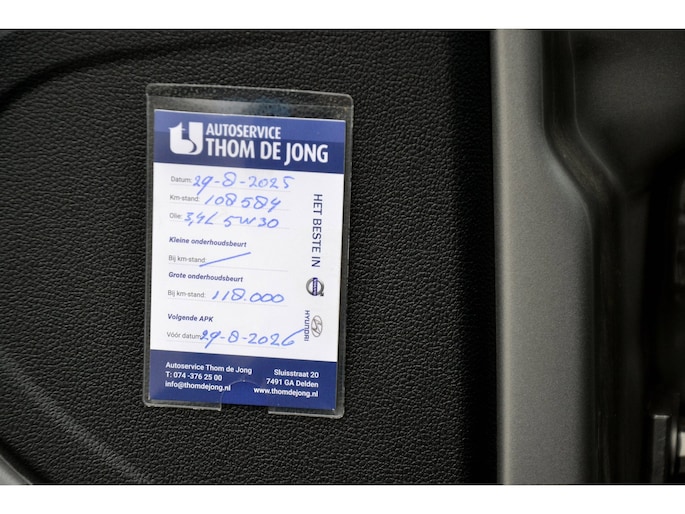 AUTOSERVICE
THOM DE JONG
Datum: 29-8-2025
Km-stand: 108584
Olie: 3,4L 5W30
Kleine onderhoudsbeurt
Bij km-stand:
Grote onderhoudsbeurt
Bij km-stand: 118.000
Volgende APK
Vóór datum: 29-8-2026
HET BESTE IN
VOLVO
HYUNDAI
Autoservice Thom de Jong
T: 074 -376 25 00
info@thomdejong.nl
Sluisstraat 20
7491 GA Delden
www.thomdejong.nl